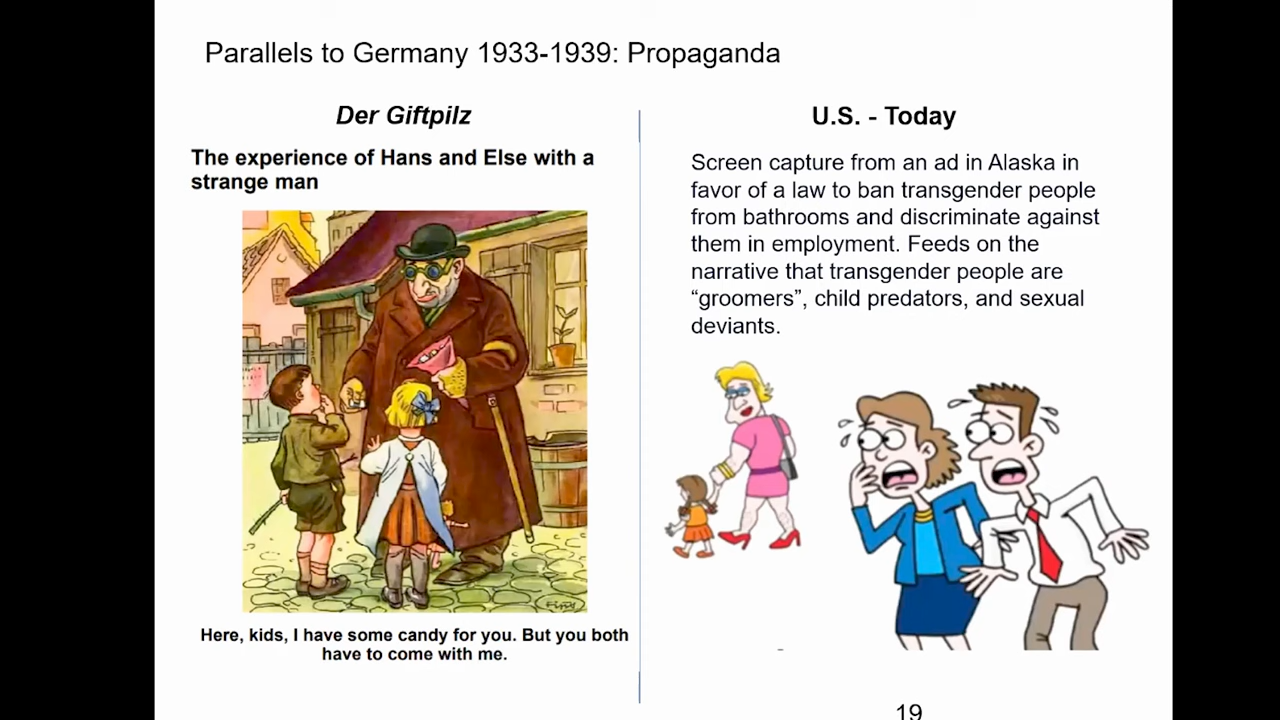 Parallels to Germany 1933-1939: Propaganda
Der Giftpilz
The experience of Hans and Else with a
strange man
Here, kids, I have some candy for you. But you both
have to come with me.
U.S. - Today
Screen capture from an ad in Alaska in
favor of a law to ban transgender people
from bathrooms and discriminate against
them in employment. Feeds on the
narrative that transgender people are
“groomers”, child predators, and sexual
deviants.
19